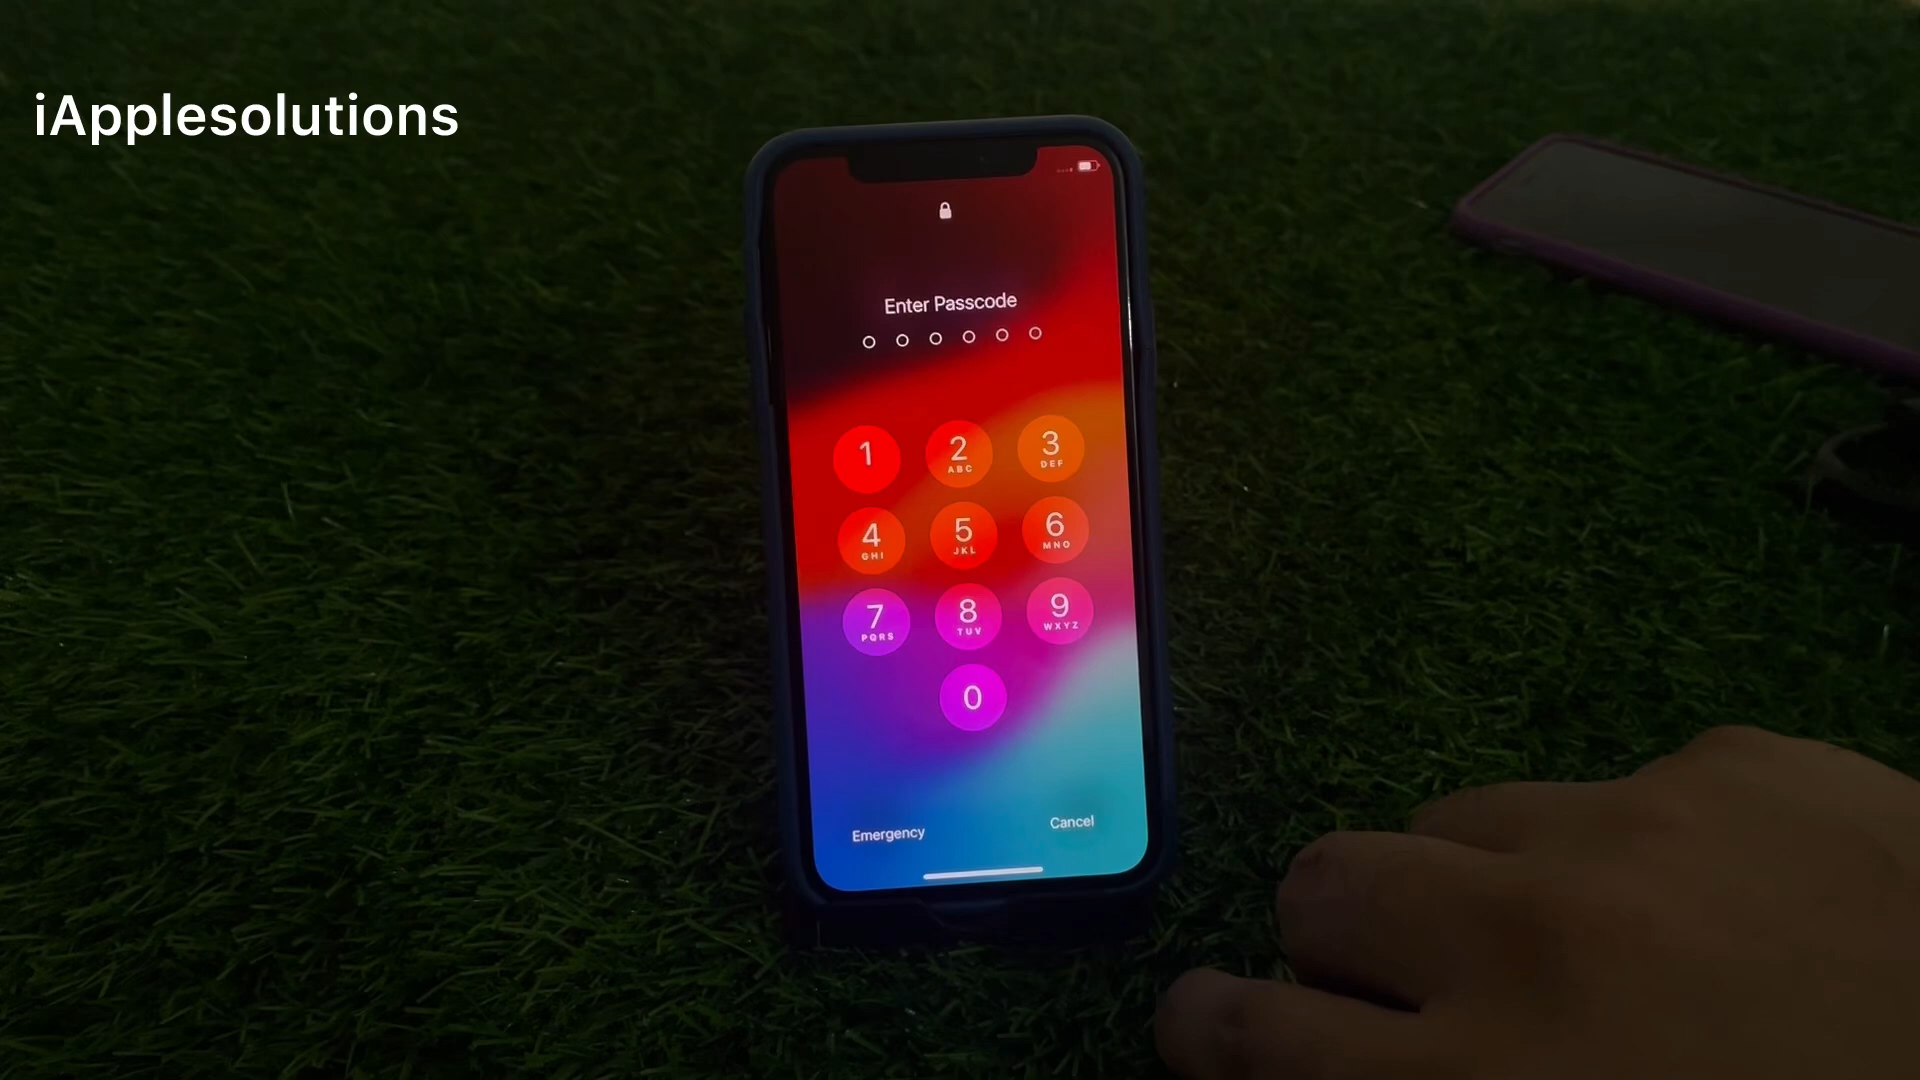 iApplesolutions
Enter Passcode
1 2 3
ABC DEF
4 5 6
GHI JKL MNO
7 8 9
PQRS TUV WXYZ
0
Emergency Cancel